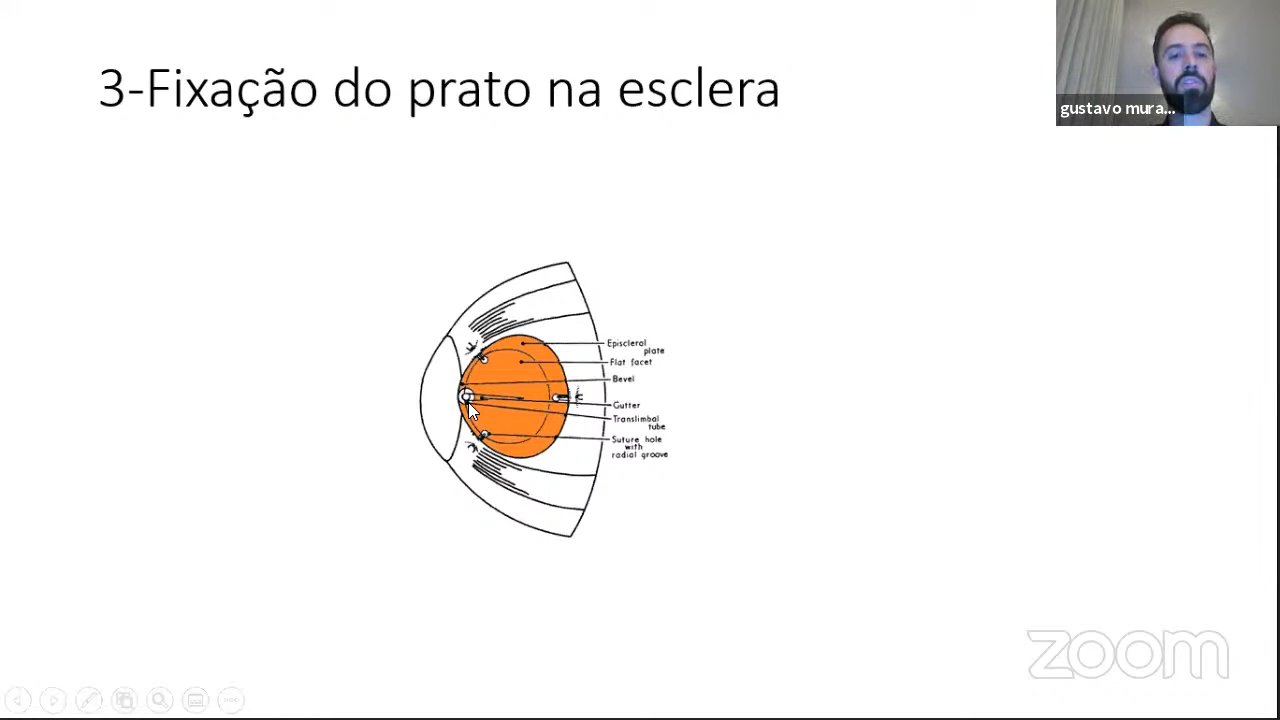 3-Fixação do prato na esclera
gustavo mura...
Episclerol
plate
Flat facet
Bevel
Gutter
Translimbal
tube
Suture hole
with
radial groove
zoom